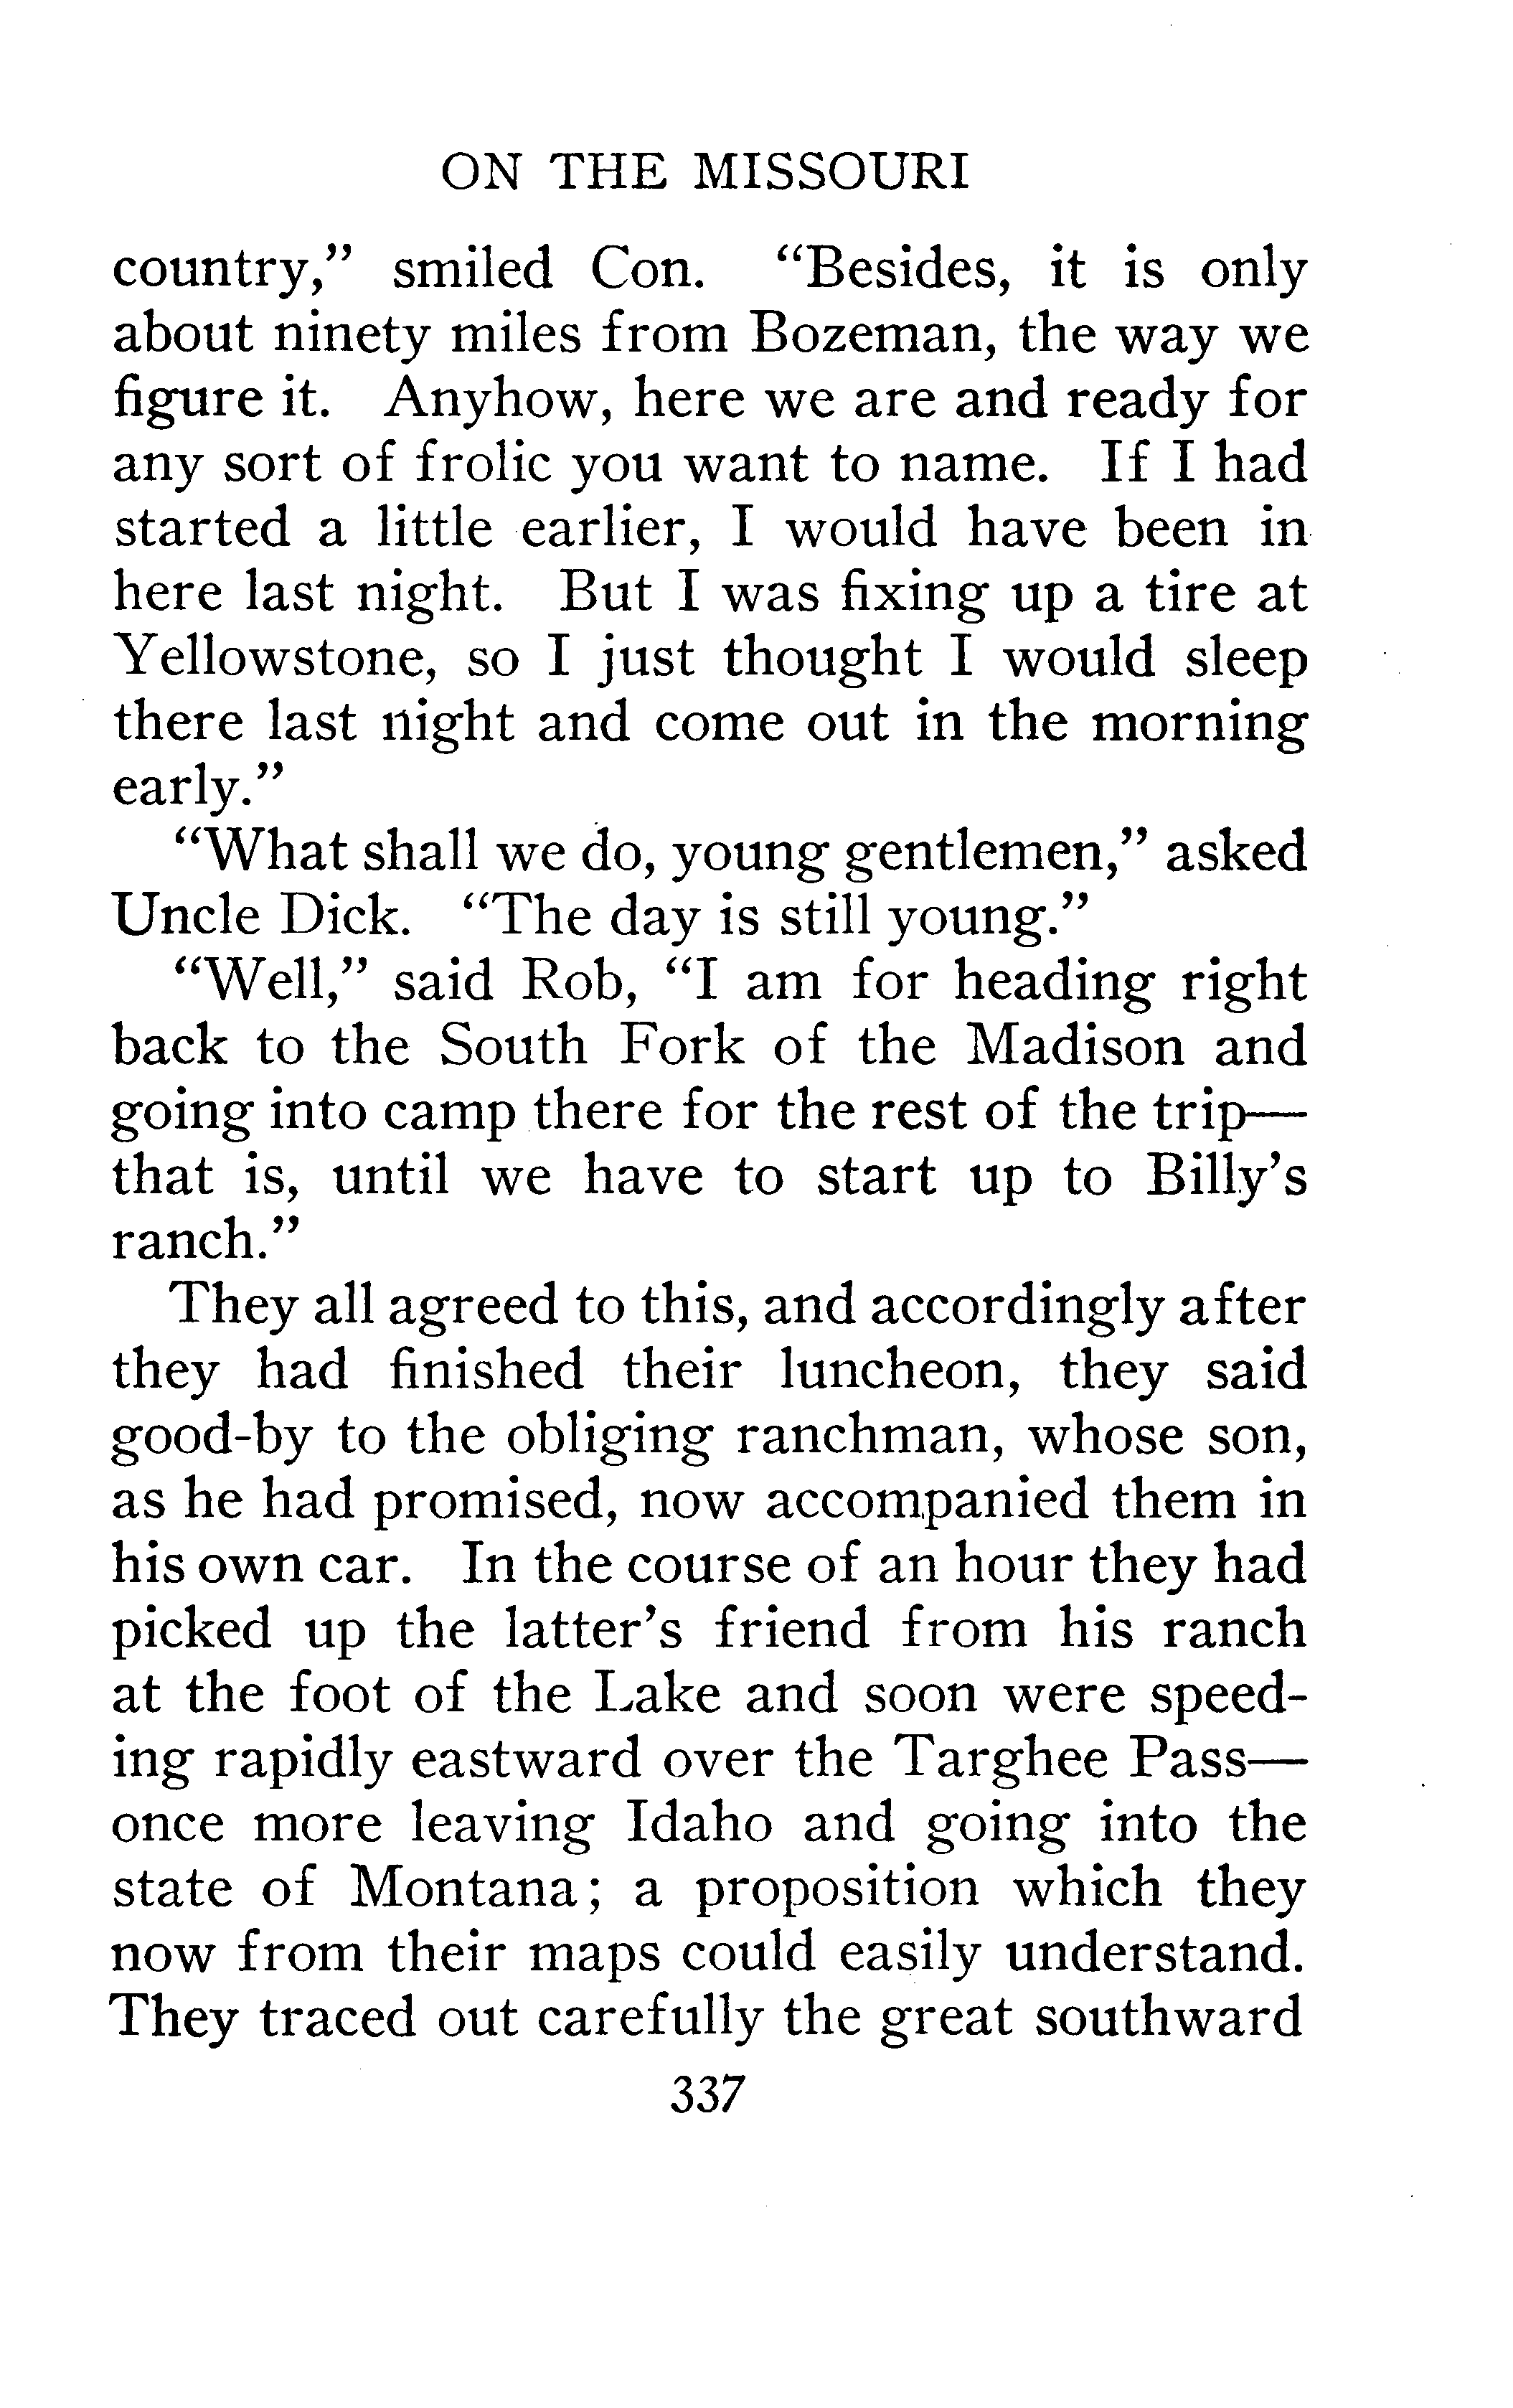 ON THE MISSOURI
country,” smiled Con. “Besides, it is only
about ninety miles from Bozeman, the way we
figure it. Anyhow, here we are and ready for
any sort of frolic you want to name. If I had
started a little earlier, I would have been in
here last night. But I was fixing up a tire at
Yellowstone, so I just thought I would sleep
there last night and come out in the morning
early.”
“What shall we do, young gentlemen,” asked
Uncle Dick. “The day is still young.”
“Well,” said Rob, “I am for heading right
back to the South Fork of the Madison and
going into camp there for the rest of the trip—
that is, until we have to start up to Billy’s
ranch.”
They all agreed to this, and accordingly after
they had finished their luncheon, they said
good-by to the obliging ranchman, whose son,
as he had promised, now accompanied them in
his own car. In the course of an hour they had
picked up the latter’s friend from his ranch
at the foot of the Lake and soon were speed-
ing rapidly eastward over the Targhee Pass—
once more leaving Idaho and going into the
state of Montana; a proposition which they
now from their maps could easily understand.
They traced out carefully the great southward
337